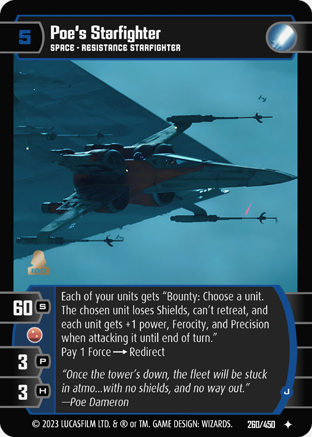 5
Poe's Starfighter
SPACE - RESISTANCE STARFIGHTER
60 S
3 P
3 H
Each of your units gets "Bounty: Choose a unit.
The chosen unit loses Shields, can't retreat, and
each unit gets +1 power, Ferocity, and Precision
when attacking it until end of turn."
Pay 1 Force → Redirect
"Once the tower's down, the fleet will be stuck
in atmo...with no shields, and no way out."
—Poe Dameron
J
© 2023 LUCASFILM LTD. & ® or TM. GAME DESIGN: WIZARDS.
260/450